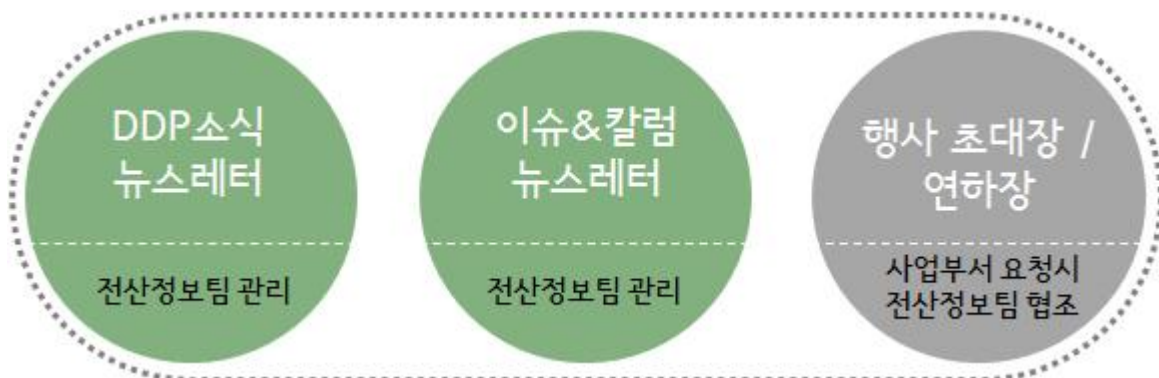 DDP소식
뉴스레터
전산정보팀 관리
이슈&칼럼
뉴스레터
전산정보팀 관리
행사 초대장 /
연하장
사업부서 요청시
전산정보팀 협조